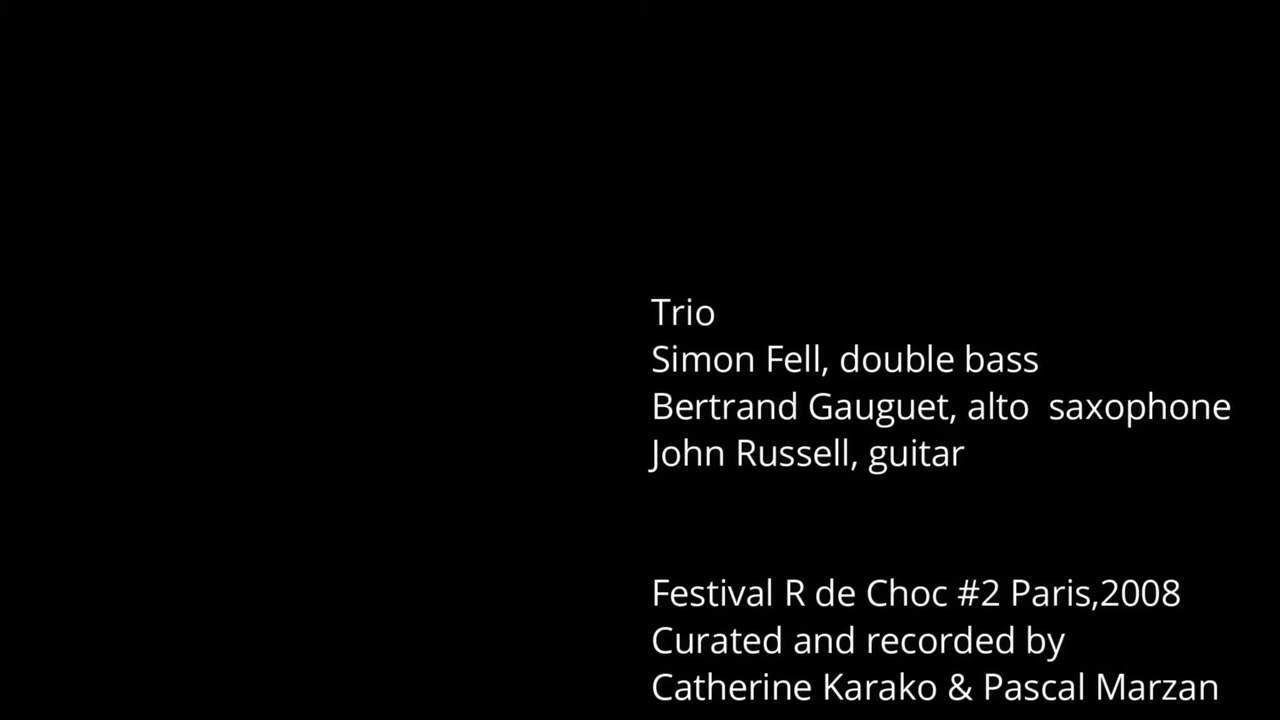 Trio
Simon Fell, double bass
Bertrand Gauguet, alto  saxophone
John Russell, guitar
Festival R de Choc #2 Paris,2008
Curated and recorded by
Catherine Karako & Pascal Marzan